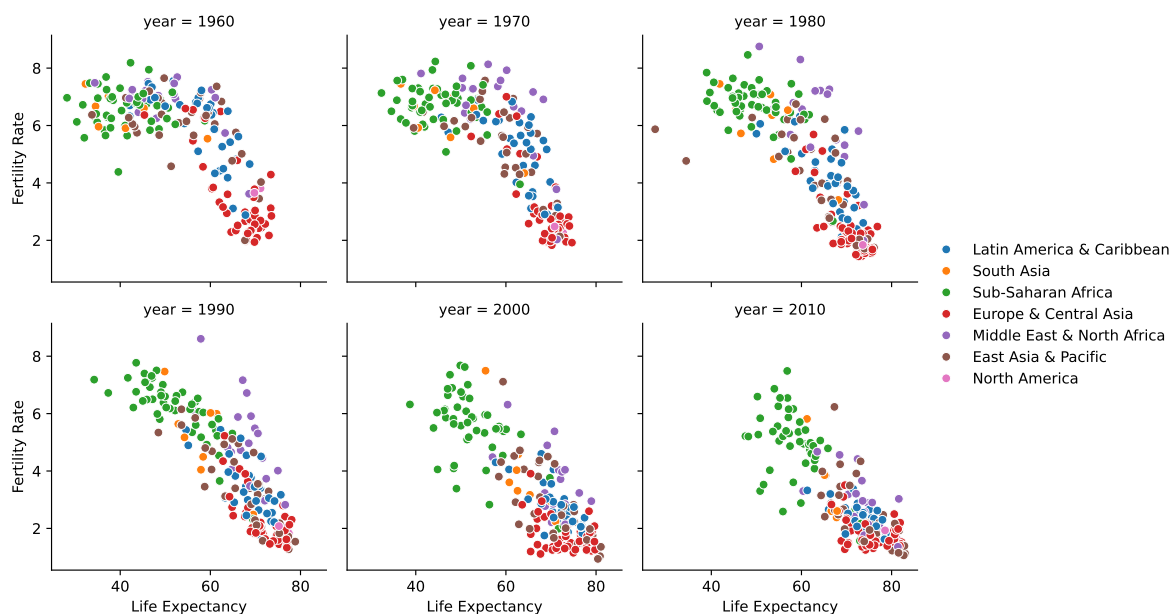 year = 1960
year = 1970
year = 1980
8
6
4
2
Fertility Rate
Latin America & Caribbean
South Asia
Sub-Saharan Africa
Europe & Central Asia
Middle East & North Africa
East Asia & Pacific
North America
year = 1990
year = 2000
year = 2010
8
6
4
2
Fertility Rate
40 60 80
40 60 80
40 60 80
Life Expectancy
Life Expectancy
Life Expectancy